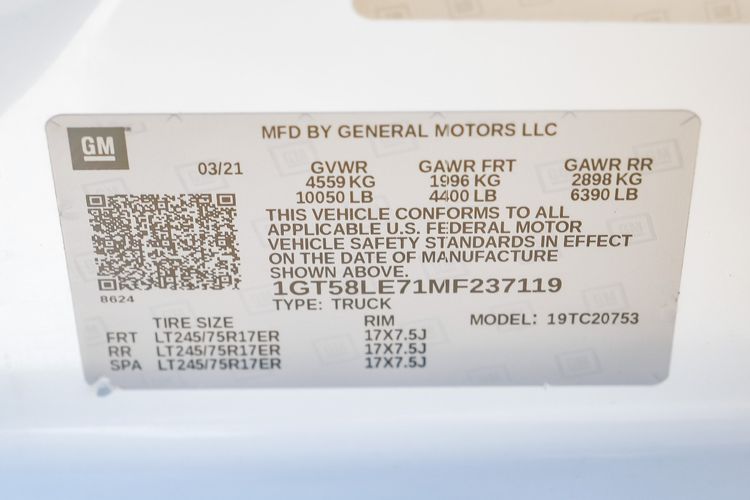 GM
MFD BY GENERAL MOTORS LLC
03/21 GVWR GAWR FRT GAWR RR
4559 KG 1996 KG 2898 KG
10050 LB 4400 LB 6390 LB
THIS VEHICLE CONFORMS TO ALL
APPLICABLE U.S. FEDERAL MOTOR
VEHICLE SAFETY STANDARDS IN EFFECT
ON THE DATE OF MANUFACTURE
SHOWN ABOVE.
8624
1GT58LE71MF237119
TYPE: TRUCK
TIRE SIZE RIM MODEL: 19TC20753
FRT LT245/75R17ER 17X7.5J
RR LT245/75R17ER 17X7.5J
SPA LT245/75R17ER 17X7.5J